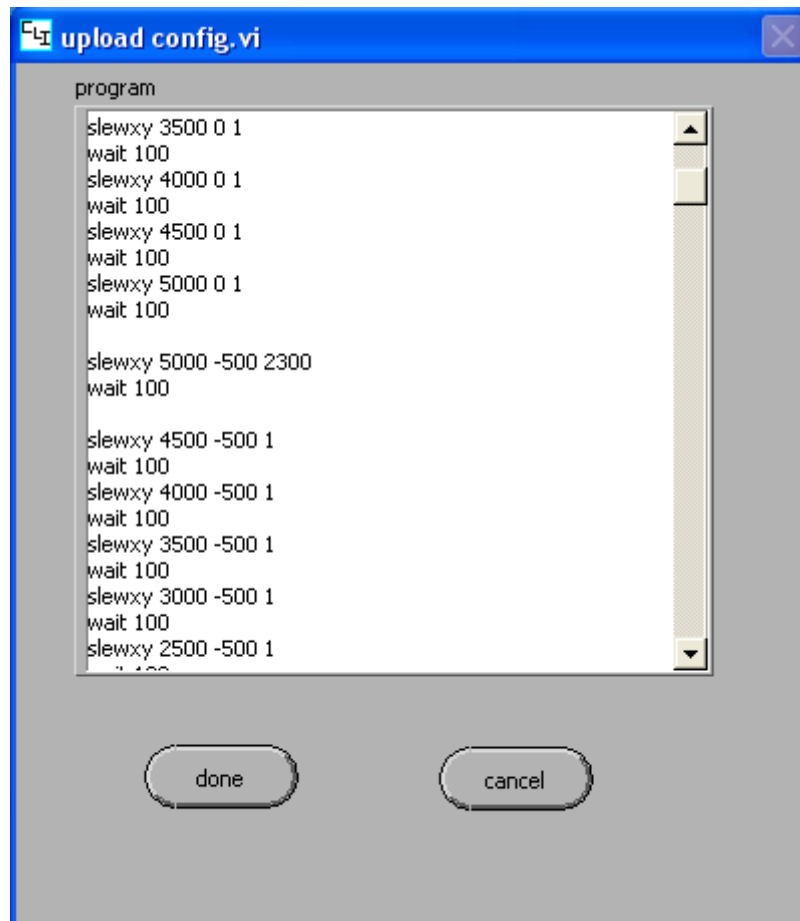 CLI upload config.vi
program
slewxy 3500 0 1
wait 100
slewxy 4000 0 1
wait 100
slewxy 4500 0 1
wait 100
slewxy 5000 0 1
wait 100
slewxy 5000 -500 2300
wait 100
slewxy 4500 -500 1
wait 100
slewxy 4000 -500 1
wait 100
slewxy 3500 -500 1
wait 100
slewxy 3000 -500 1
wait 100
slewxy 2500 -500 1
done cancel